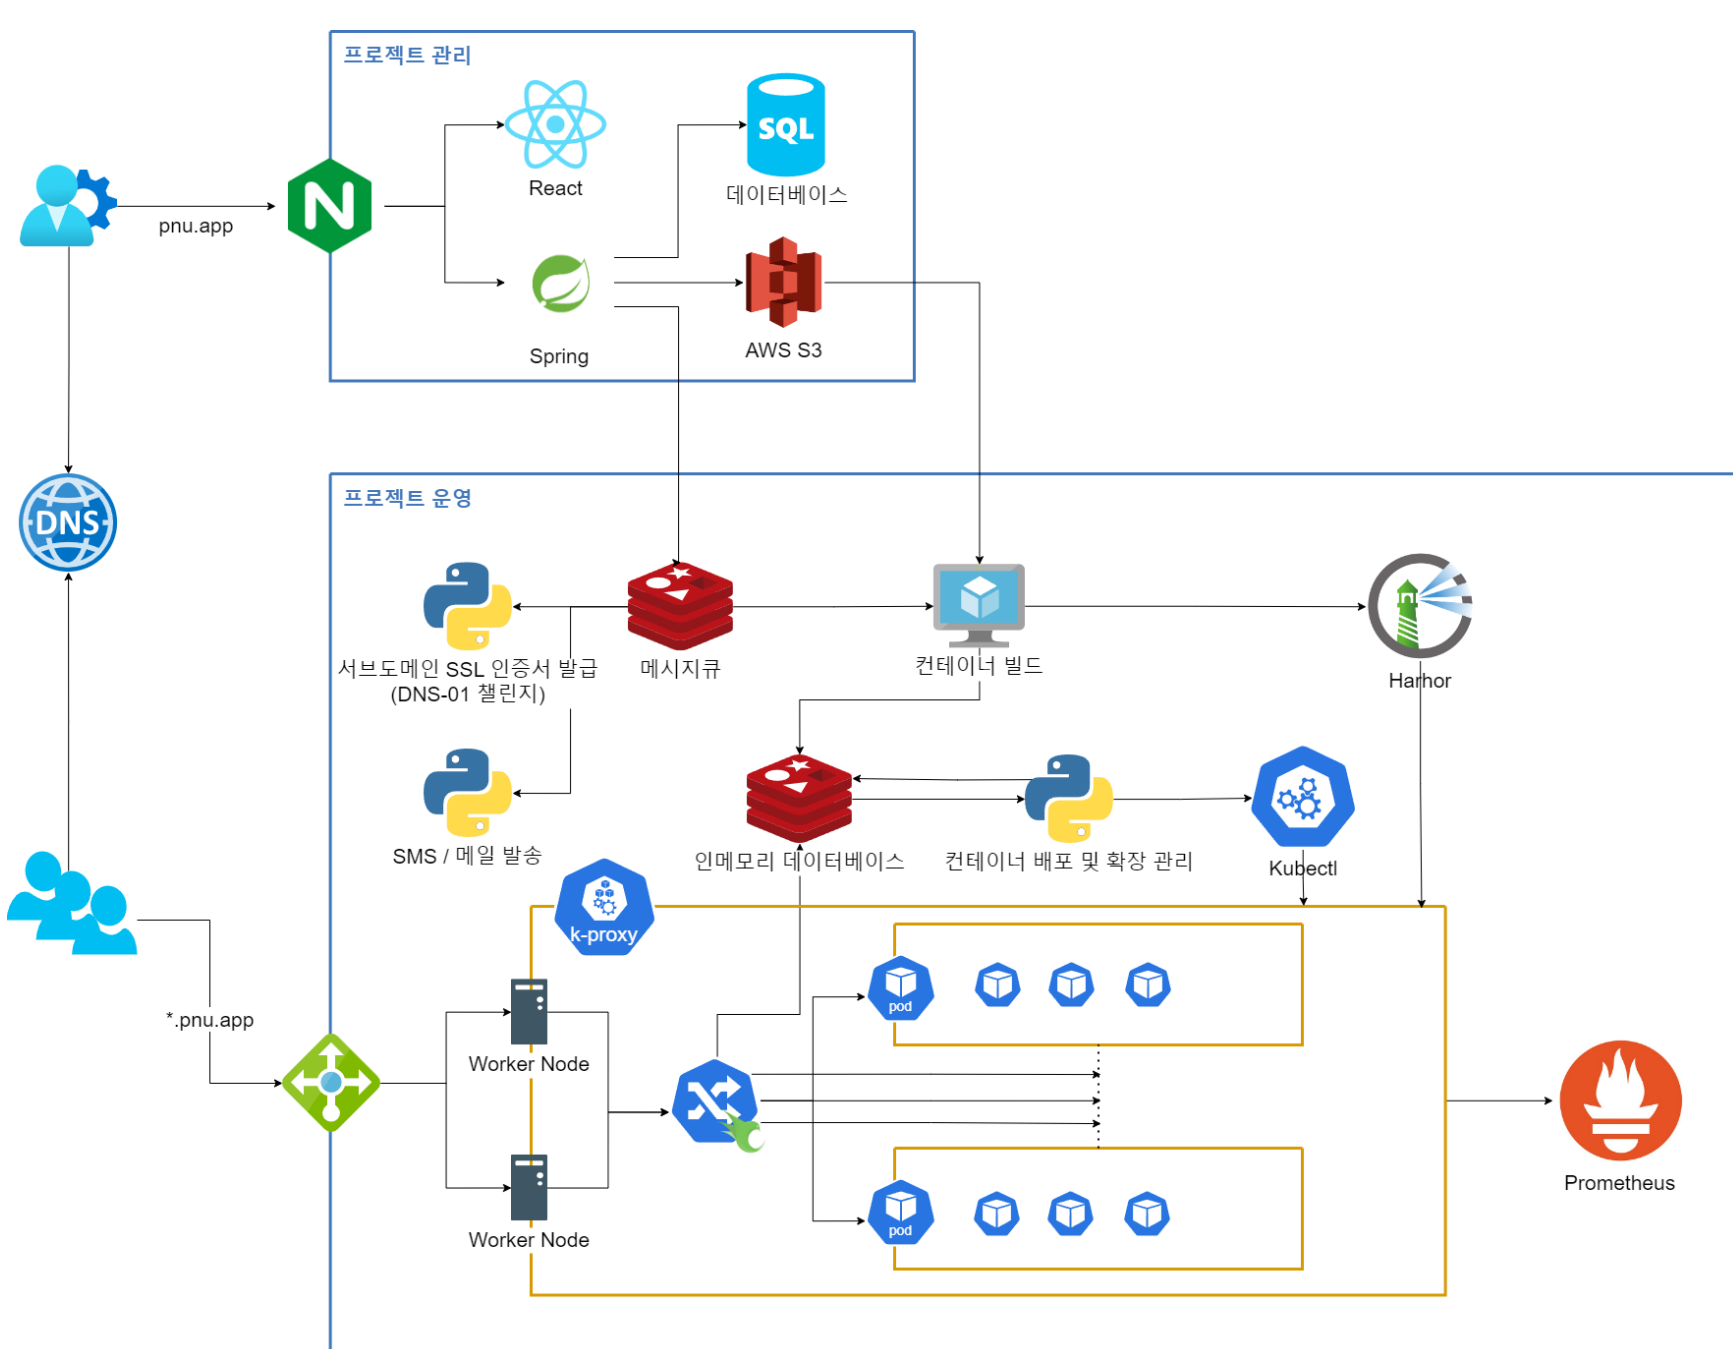 프로젝트 관리
SQL
React
데이터베이스
pnu.app
N
Spring
AWS S3
프로젝트 운영
DNS
서브도메인 SSL 인증서 발급
(DNS-01 챌린지)
메시지큐
컨테이너 빌드
Harhor
SMS / 메일 발송
인메모리 데이터베이스
컨테이너 배포 및 확장 관리
Kubectl
k-proxy
pod
*.pnu.app
Worker Node
Worker Node
pod
Prometheus